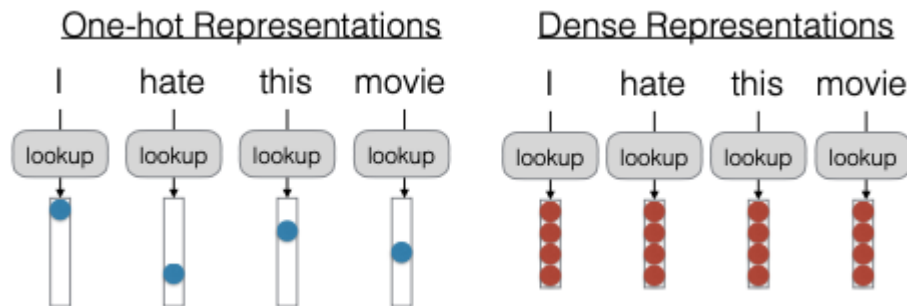 One-hot Representations Dense Representations
I hate this movie I hate this movie
lookup lookup lookup lookup lookup lookup lookup lookup